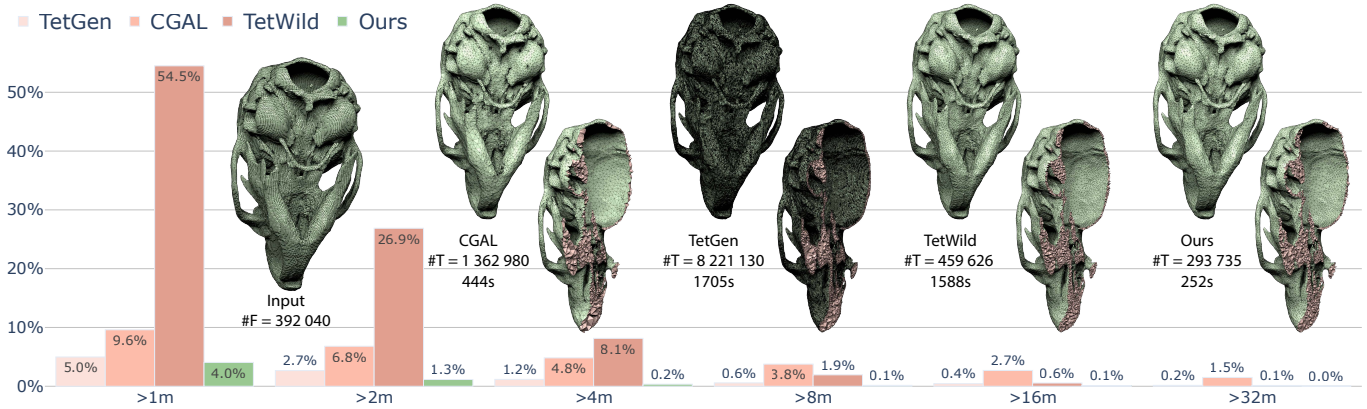 TetGen CGAL TetWild Ours
50%
40%
30%
20%
10%
0%
54.5%
26.9%
9.6%
5.0%
4.0%
2.7%
6.8%
1.3%
1.2%
4.8%
8.1%
0.2%
0.6%
3.8%
1.9%
0.1%
0.4%
2.7%
0.6%
0.1%
0.2%
1.5%
0.1%
0.0%
Input
#F = 392 040
CGAL
#T = 1 362 980
444s
TetGen
#T = 8 221 130
1705s
TetWild
#T = 459 626
1588s
Ours
#T = 293 735
252s
>1m >2m >4m >8m >16m >32m